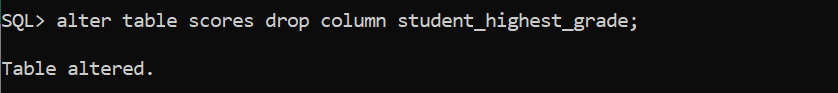 SQL> alter table scores drop column student_highest_grade;
Table altered.